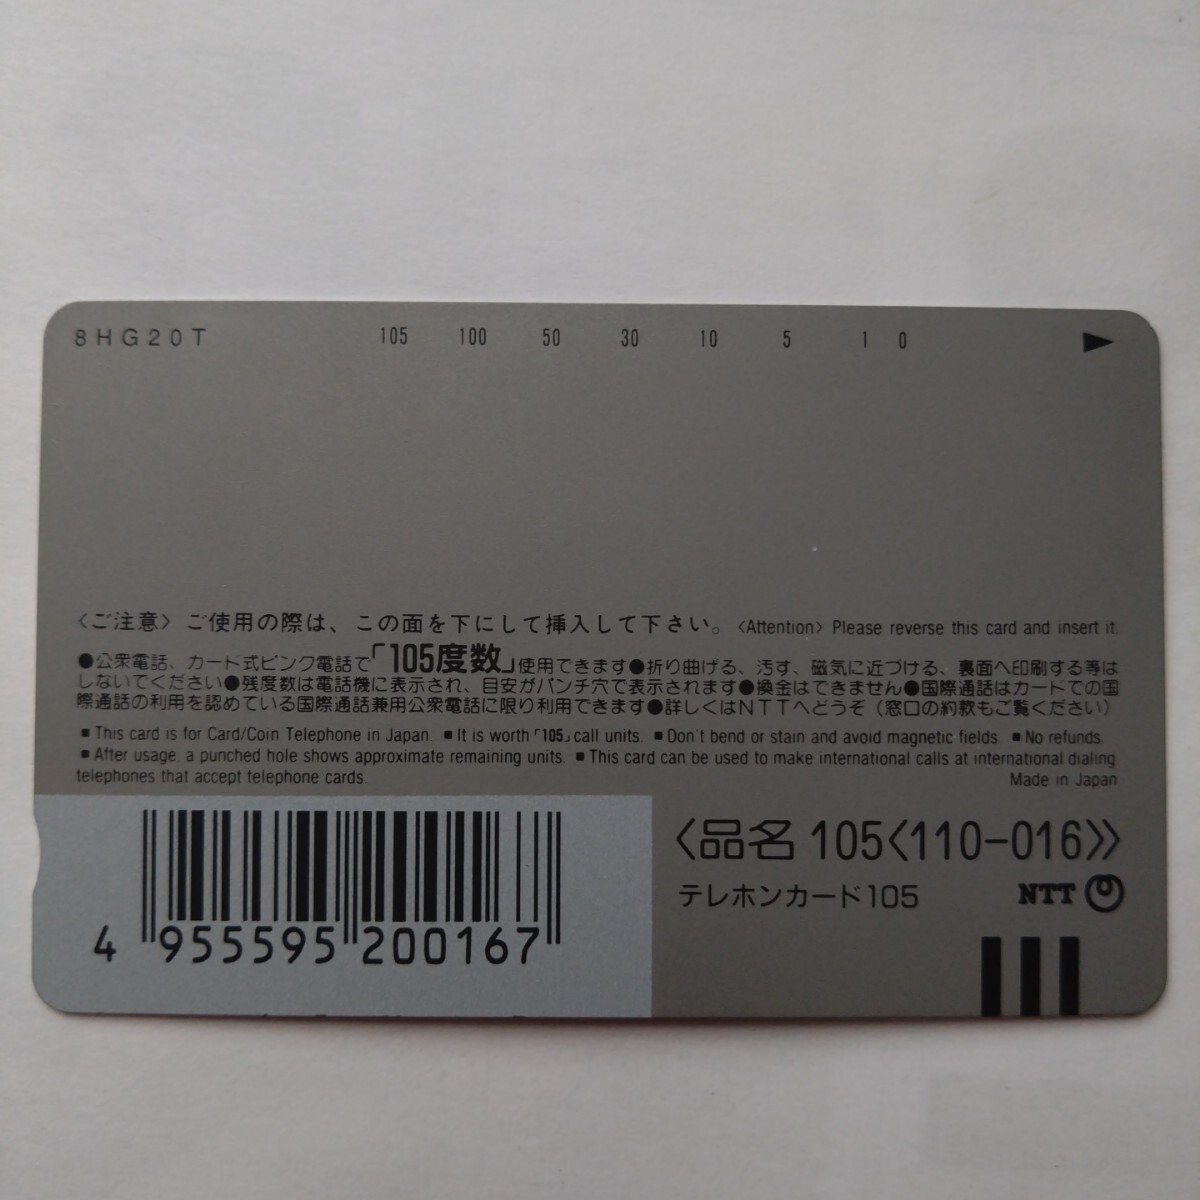 8HG20T 105 100 50 30 10 5 1 0
〈ご注意〉ご使用の際は、この面を下にして挿入して下さい。〈Attention〉Please reverse this card and insert it.
●公衆電話、カード式ピンク電話で「105度数」使用できます●折り曲げる、汚す、磁気に近づける、裏面へ印刷する等は
しないでください●残度数は電話機に表示され、目安がパンチ穴で表示されます●換金はできません●国際通話はカードでの国
際通話の利用を認めている国際通話兼用公衆電話に限り利用できます●詳しくはNTTへどうぞ(窓口の約款もご覧ください)
■ This card is for Card/Coin Telephone in Japan. ■ It is worth「105」call units. ■ Don't bend or stain and avoid magnetic fields. ■ No refunds.
■ After usage, a punched hole shows approximate remaining units. ■ This card can be used to make international calls at international dialing
telephones that accept telephone cards. Made in Japan
〈品名 105〈110-016〉〉
テレホンカード105 NTT
4 955595 200167